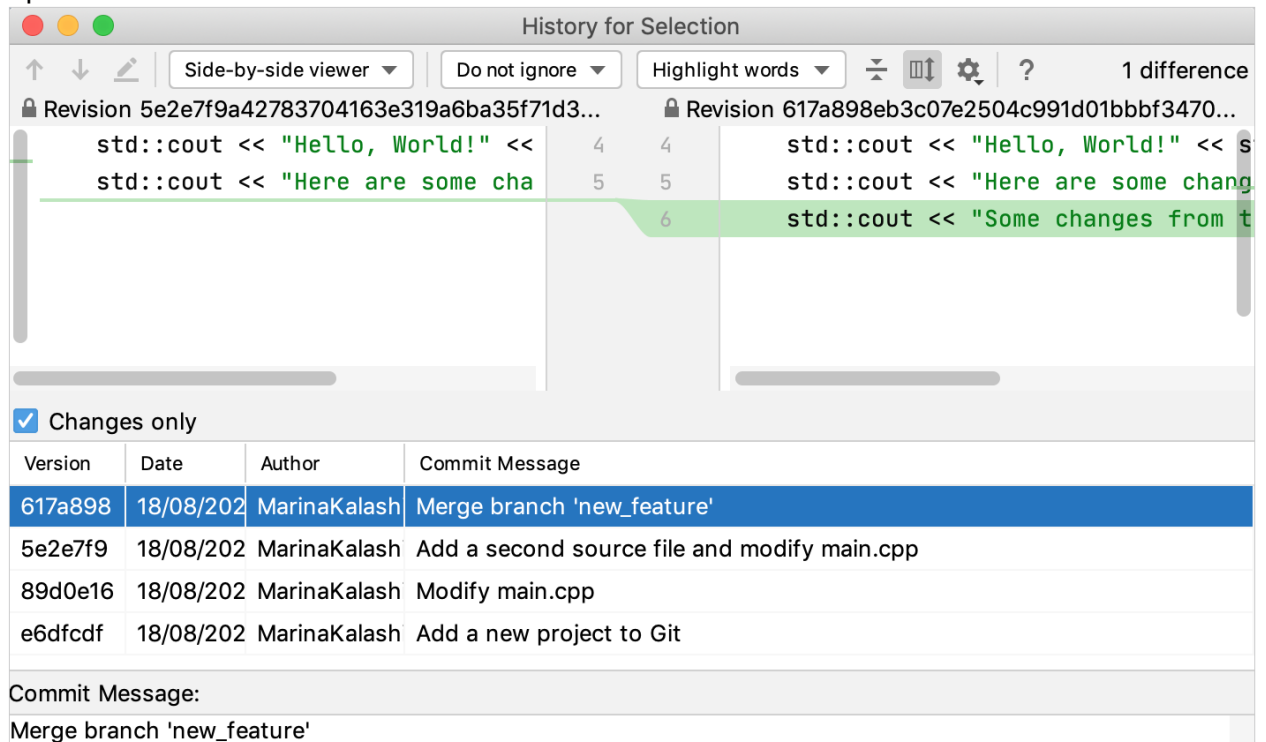 History for Selection
Side-by-side viewer Do not ignore Highlight words ? 1 difference
Revision 5e2e7f9a42783704163e319a6ba35f71d3... Revision 617a898eb3c07e2504c991d01bbbf3470...
std::cout << "Hello, World!" << 4 4 std::cout << "Hello, World!" << s
std::cout << "Here are some cha 5 5 std::cout << "Here are some chang
6 std::cout << "Some changes from t
Changes only
Version Date Author Commit Message
617a898 18/08/202 MarinaKalash Merge branch 'new_feature'
5e2e7f9 18/08/202 MarinaKalash Add a second source file and modify main.cpp
89d0e16 18/08/202 MarinaKalash Modify main.cpp
e6dfcdf 18/08/202 MarinaKalash Add a new project to Git
Commit Message:
Merge branch 'new_feature'